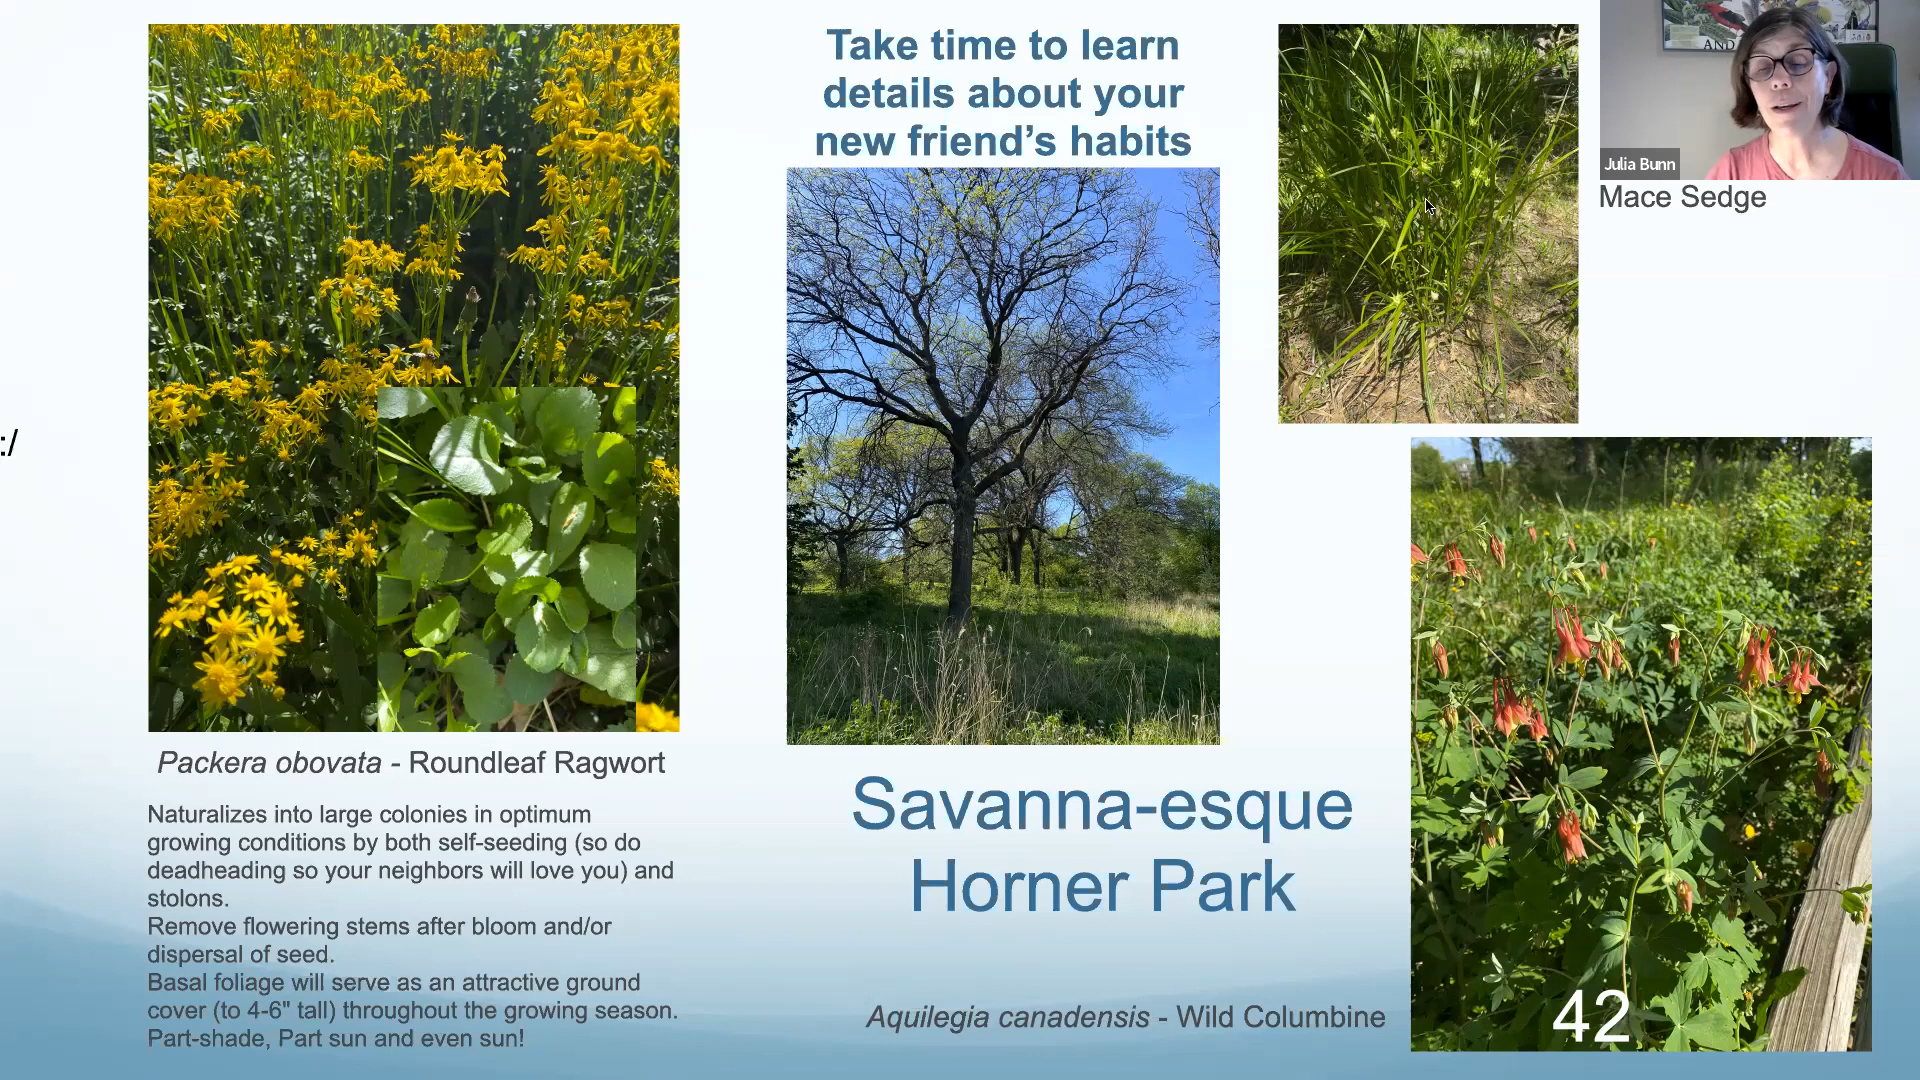 Take time to learn
details about your
new friend's habits
AND
Julia Bunn
Mace Sedge
:/
Packera obovata - Roundleaf Ragwort
Naturalizes into large colonies in optimum
growing conditions by both self-seeding (so do
deadheading so your neighbors will love you) and
stolons.
Remove flowering stems after bloom and/or
dispersal of seed.
Basal foliage will serve as an attractive ground
cover (to 4-6" tall) throughout the growing season.
Part-shade, Part sun and even sun!
Savanna-esque
Horner Park
Aquilegia canadensis - Wild Columbine
42